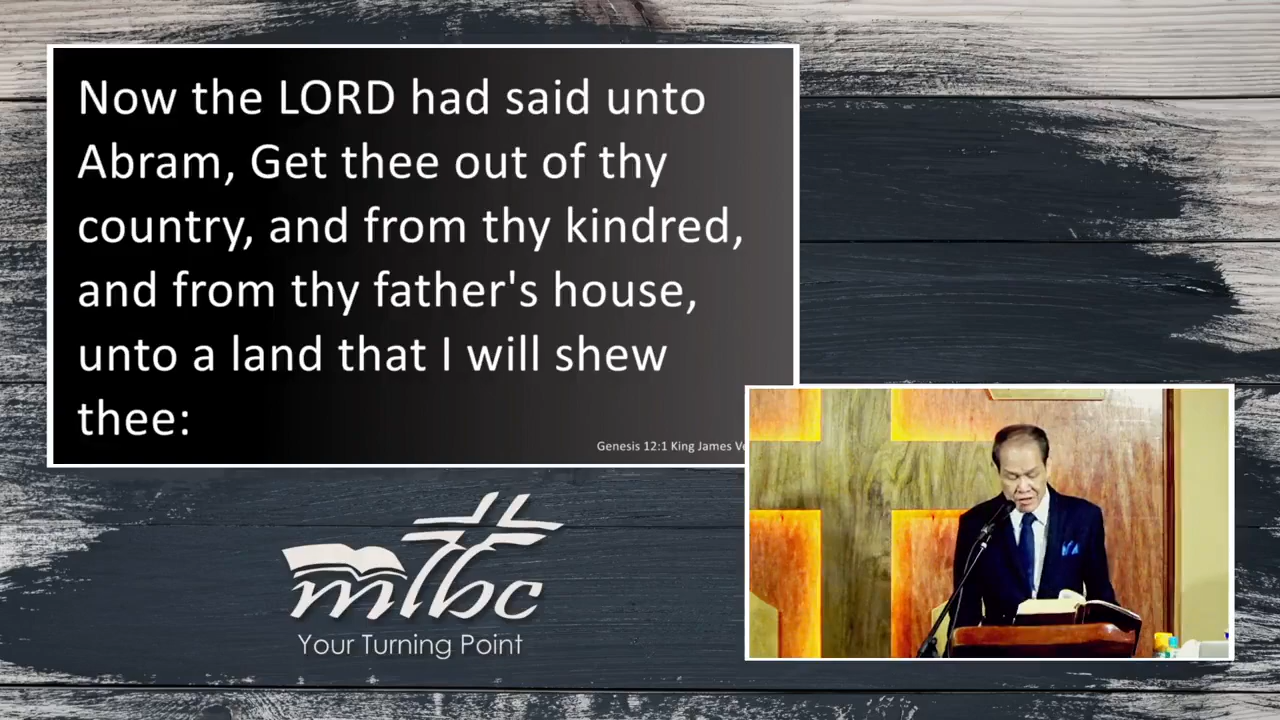 Now the LORD had said unto
Abram, Get thee out of thy
country, and from thy kindred,
and from thy father's house,
unto a land that I will shew
thee:
Genesis 12:1 King James
mlbc
Your Turning Point